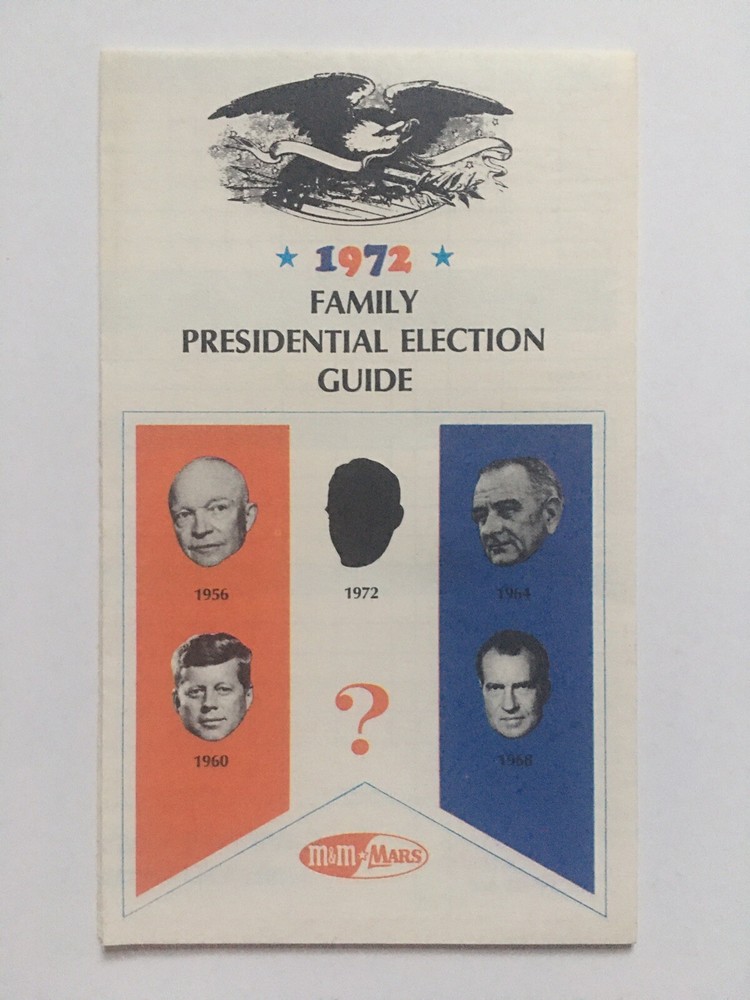 1972
FAMILY
PRESIDENTIAL ELECTION
GUIDE
1956
1972
1964
1960
?
1968
M&M★MARS